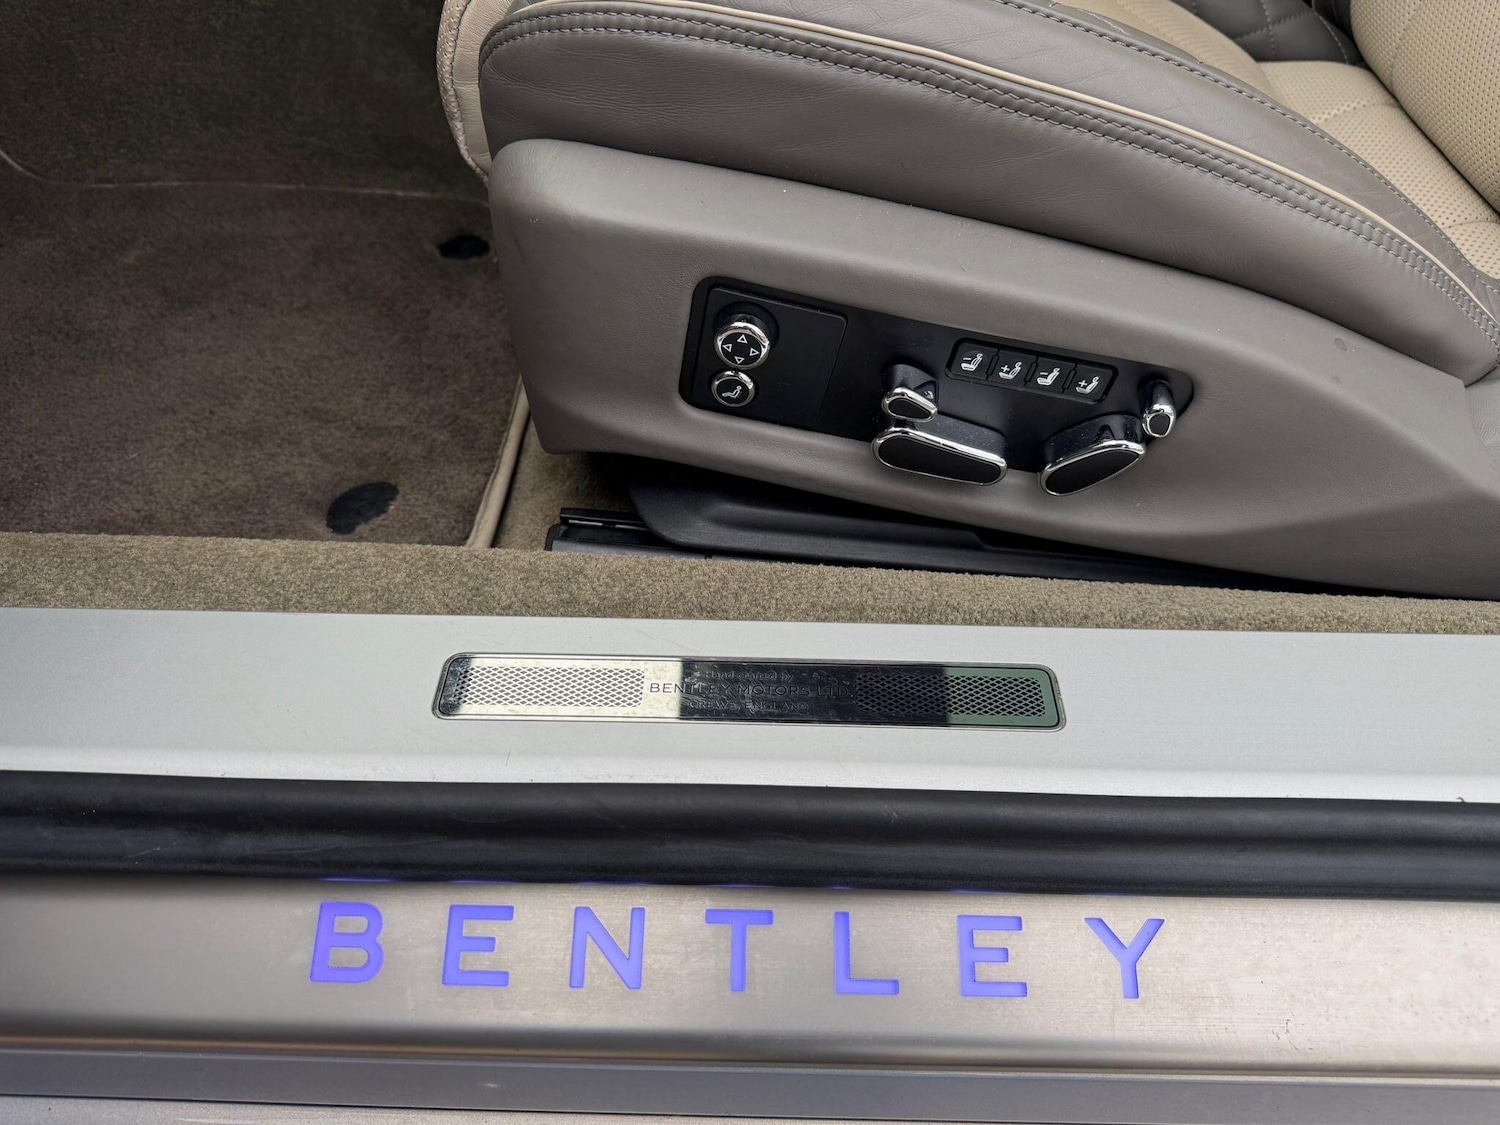 Handcrafted by
BENTLEY MOTORS LTD.
CREWE, ENGLAND
BENTLEY